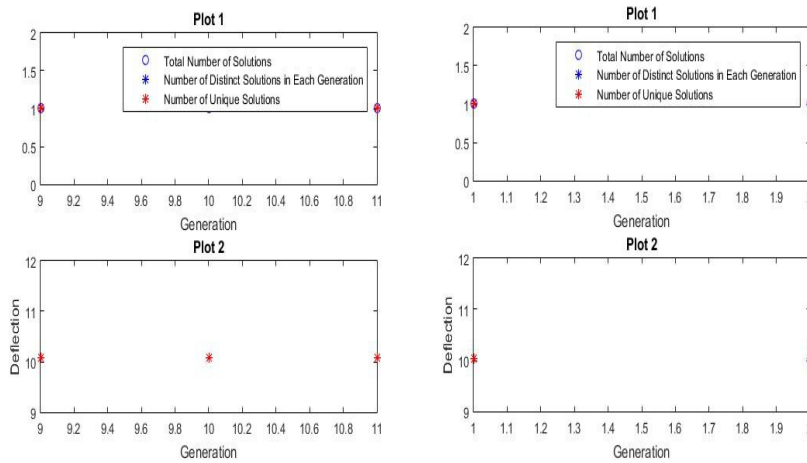 Plot 1
2
1.5
1
0.5
0
Total Number of Solutions
Number of Distinct Solutions in Each Generation
Number of Unique Solutions
9 9.2 9.4 9.6 9.8 10 10.2 10.4 10.6 10.8 11
Generation
Plot 2
12
11
10
9
Deflection
9 9.2 9.4 9.6 9.8 10 10.2 10.4 10.6 10.8 11
Generation
Plot 1
2
1.5
1
0.5
0
Total Number of Solutions
Number of Distinct Solutions in Each Generation
Number of Unique Solutions
1 1.1 1.2 1.3 1.4 1.5 1.6 1.7 1.8 1.9
Generation
Plot 2
12
11
10
9
Deflection
1 1.1 1.2 1.3 1.4 1.5 1.6 1.7 1.8 1.9
Generation